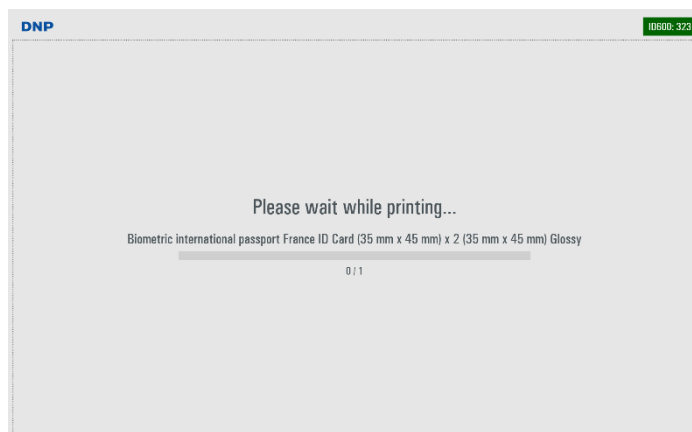 DNP
ID600: 323
Please wait while printing...
Biometric international passport France ID Card (35 mm x 45 mm) x 2 (35 mm x 45 mm) Glossy
0 / 1